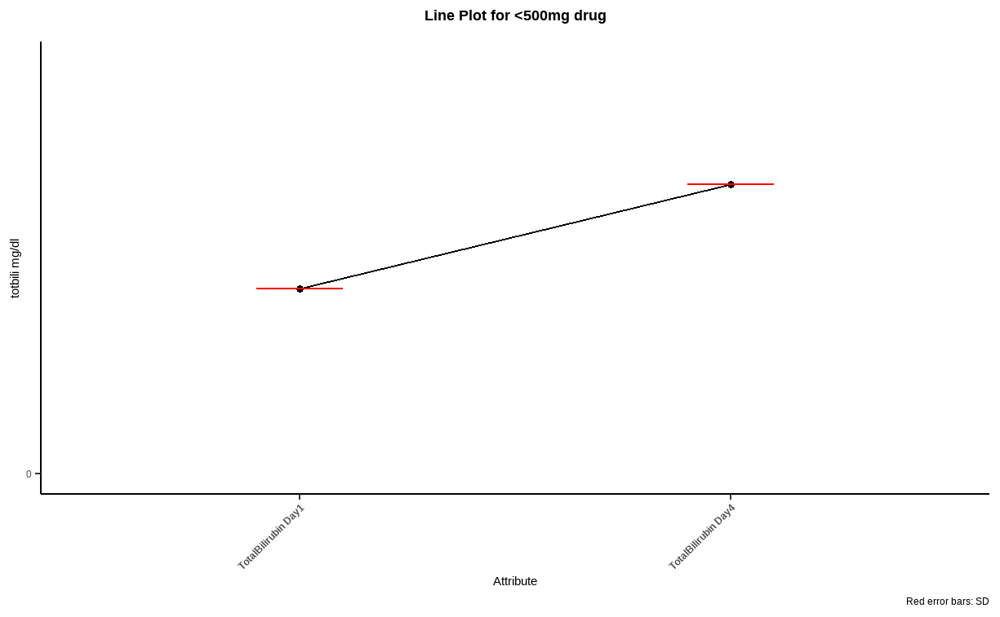 Line Plot for <500mg drug
totbili mg/dl
0
TotalBilirubin Day1
TotalBilirubin Day4
Attribute
Red error bars: SD